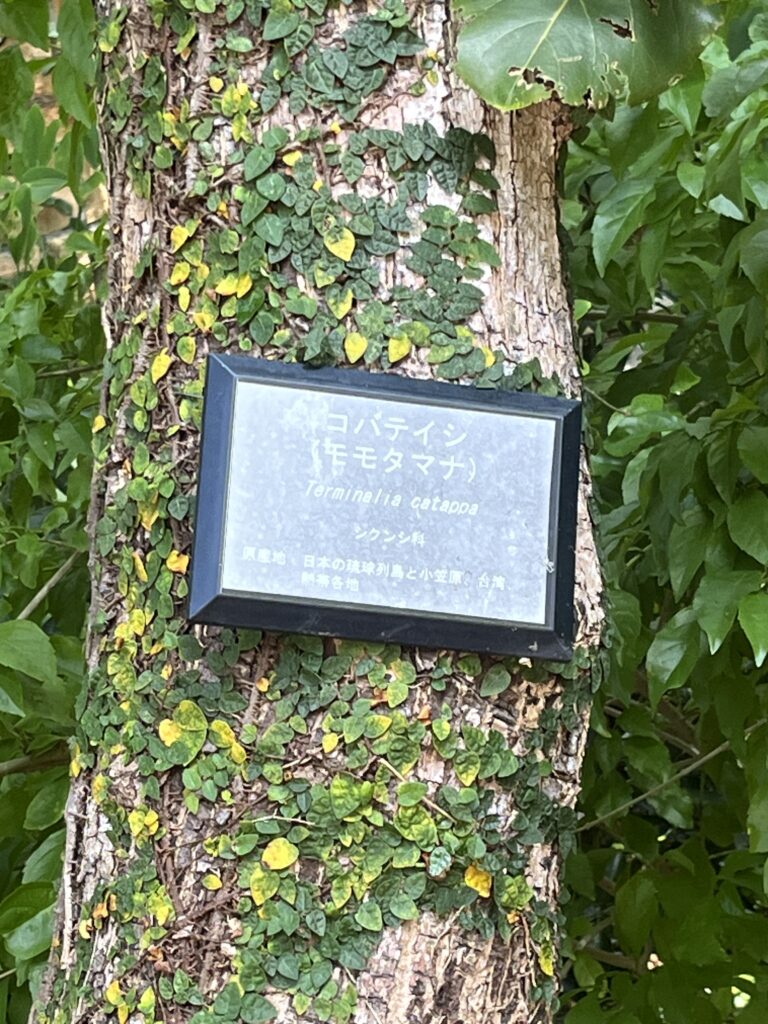 コバテイシ
(モモタマナ)
Terminalia catappa
シクンシ科
原産地 日本の琉球列島と小笠原、台湾、
熱帯各地